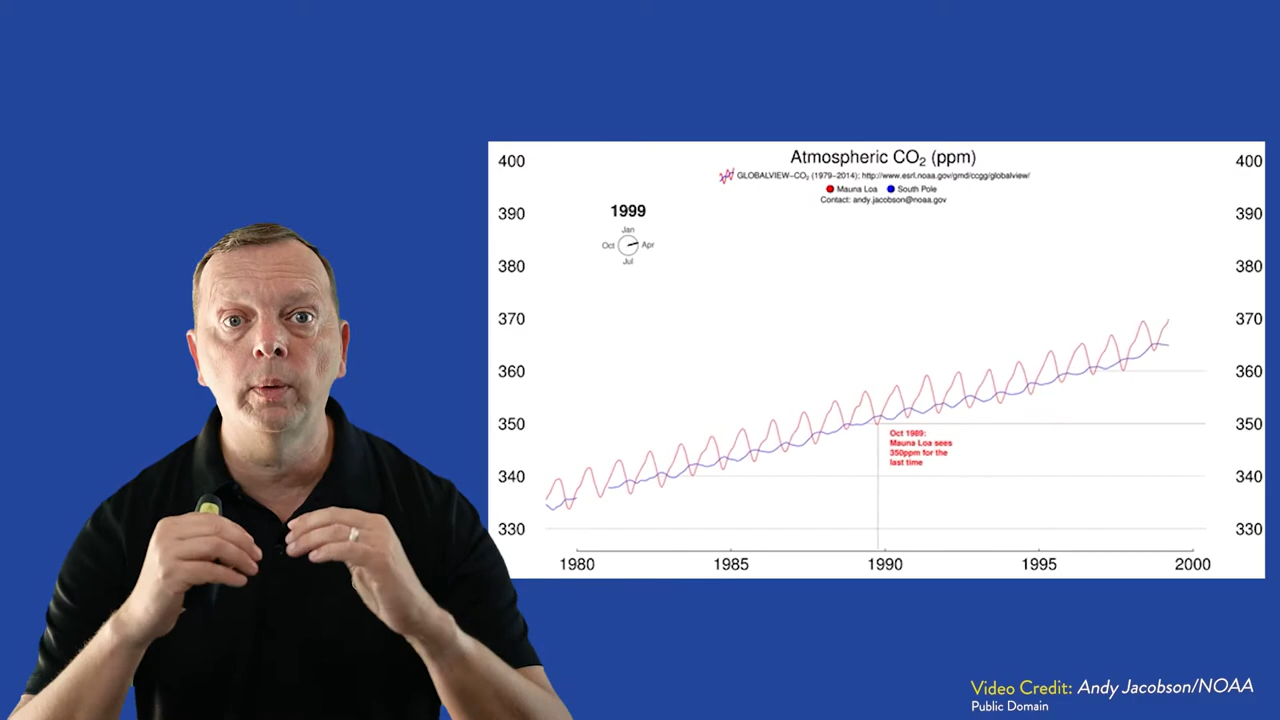 Atmospheric CO₂ (ppm)
GLOBALVIEW−CO₂ (1979−2014); http://www.esrl.noaa.gov/gmd/ccgg/globalview/
Mauna Loa South Pole
Contact: andy.jacobson@noaa.gov
400 400
390 390
1999
Jan
Oct Apr
Jul
380 380
370 370
360 360
350 350
Oct 1989:
Mauna Loa sees
350ppm for the
last time
340 340
330 330
1980 1985 1990 1995 2000
Video Credit: Andy Jacobson/NOAA
Public Domain